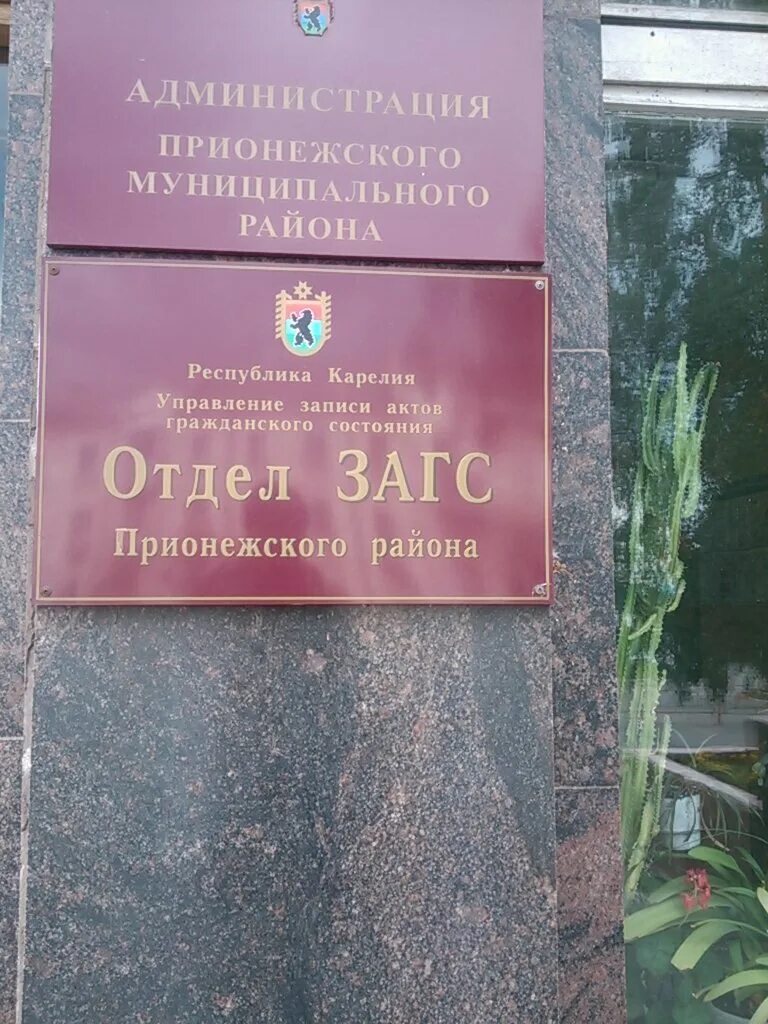 АДМИНИСТРАЦИЯ
ПРИОНЕЖСКОГО
МУНИЦИПАЛЬНОГО
РАЙОНА
Республика Карелия
Управление записи актов
гражданского состояния
Отдел ЗАГС
Прионежского района